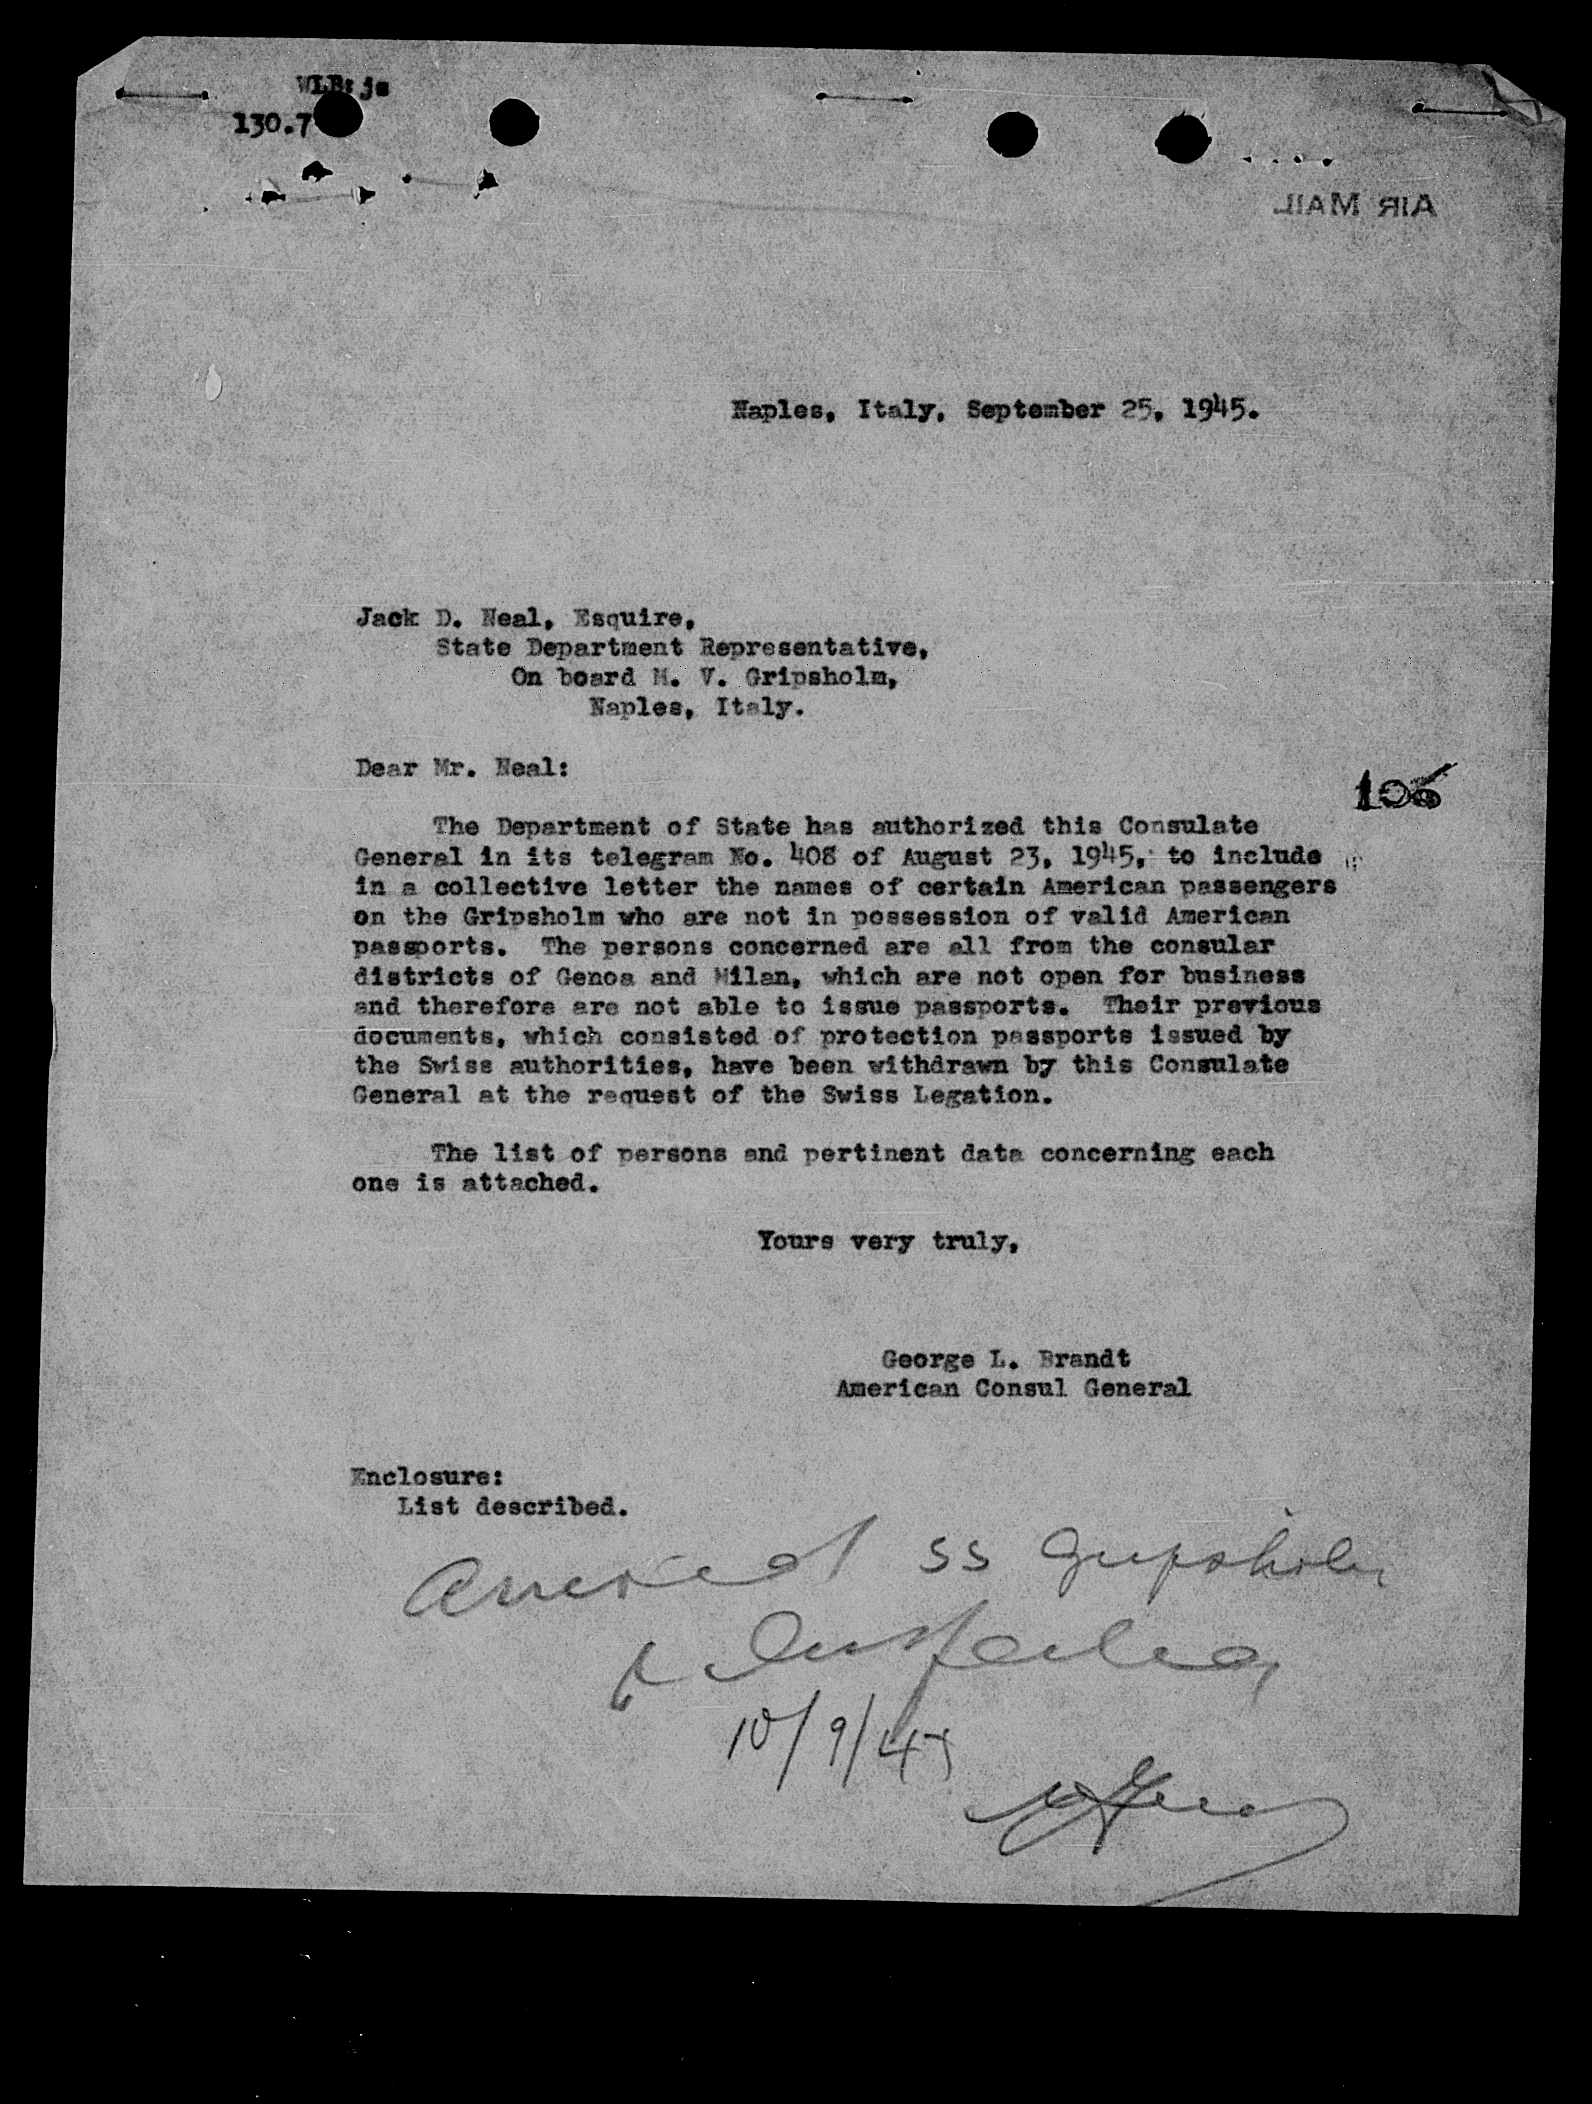 WLB:js
130.7
AIR MAIL
Naples, Italy, September 25, 1945.
Jack D. Neal, Esquire,
State Department Representative,
On board M. V. Gripsholm,
Naples, Italy.
Dear Mr. Neal:
106
The Department of State has authorized this Consulate
General in its telegram No. 408 of August 23, 1945, to include
in a collective letter the names of certain American passengers
on the Gripsholm who are not in possession of valid American
passports. The persons concerned are all from the consular
districts of Genoa and Milan, which are not open for business
and therefore are not able to issue passports. Their previous
documents, which consisted of protection passports issued by
the Swiss authorities, have been withdrawn by this Consulate
General at the request of the Swiss Legation.
The list of persons and pertinent data concerning each
one is attached.
Yours very truly,
George L. Brandt
American Consul General
Enclosure:
List described.
Arrived SS Gripsholm
10/9/45